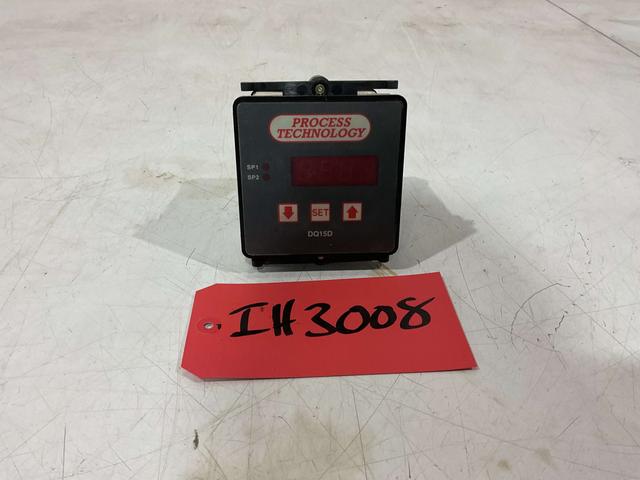 PROCESS
TECHNOLOGY
SP1
SP2
SET
DQ15D
IH3008